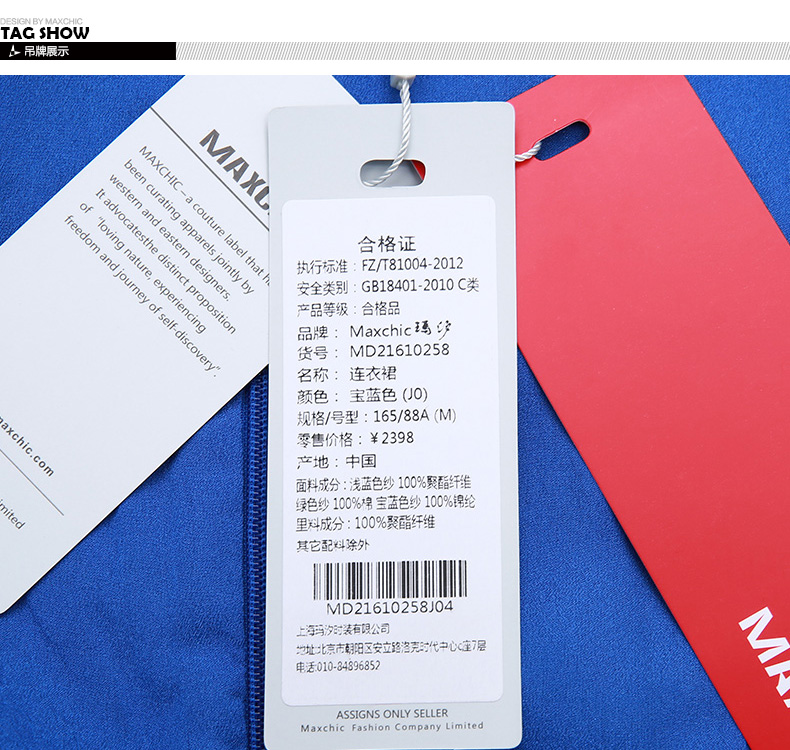 DESIGN BY MAXCHIC
TAG SHOW
吊牌展示
MAXC
MAXCHIC—a couture label that h
been curating apparels jointly by
western and eastern designers.
It advocatesthe distinct proposition
of "loving nature, experiencing
freedom and journey of self-discovery".
maxchic.com
imited
合格证
执行标准：FZ/T81004-2012
安全类别：GB18401-2010 C类
产品等级：合格品
品牌： Maxchic玛汐
货号： MD21610258
名称： 连衣裙
颜色： 宝蓝色 (J0)
规格/号型：165/88A (M)
零售价格：￥2398
产地：中国
面料成分：浅蓝色纱 100%聚酯纤维
绿色纱 100%棉 宝蓝色纱 100%锦纶
里料成分：100%聚酯纤维
其它配料除外
MD21610258J04
上海玛汐时装有限公司
地址:北京市朝阳区安立路洛克时代中心c座7层
电话:010-84896852
ASSIGNS ONLY SELLER
Maxchic Fashion Company Limited
MA